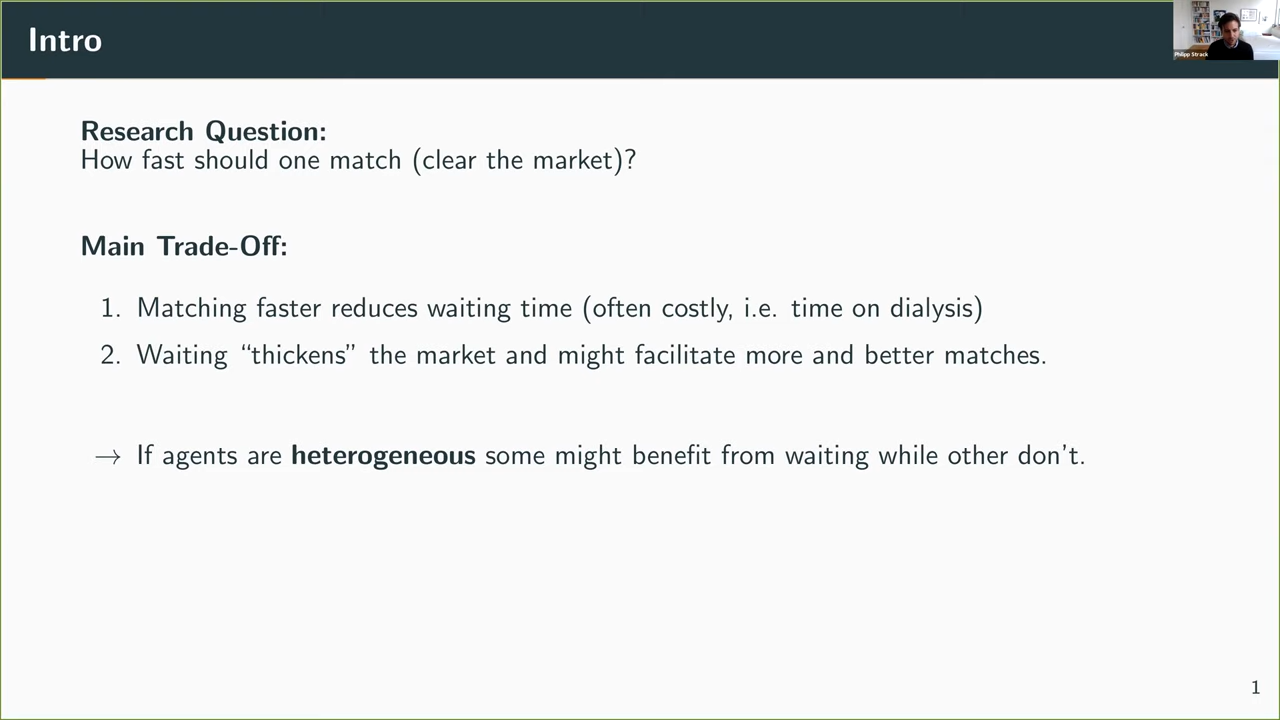 Intro
Philipp Strack
Research Question:
How fast should one match (clear the market)?
Main Trade-Off:
1. Matching faster reduces waiting time (often costly, i.e. time on dialysis)
2. Waiting “thickens” the market and might facilitate more and better matches.
→ If agents are heterogeneous some might benefit from waiting while other don’t.
1